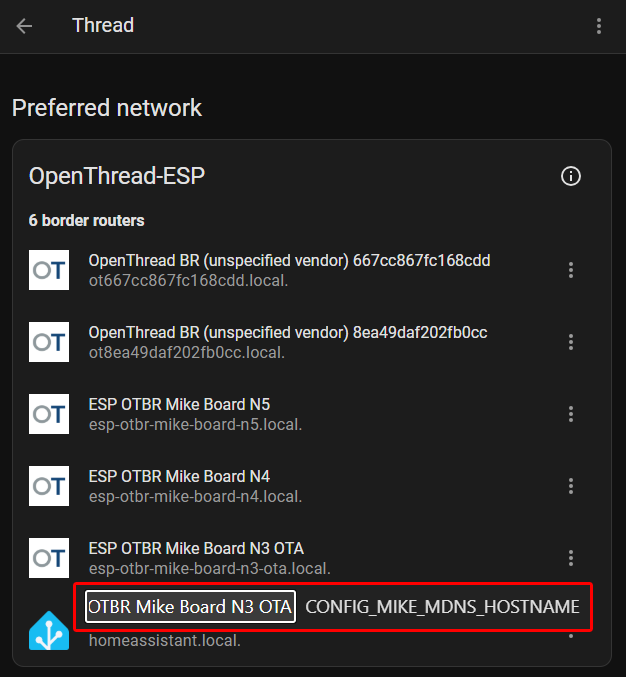 Thread
Preferred network
OpenThread-ESP
6 border routers
OT
OpenThread BR (unspecified vendor) 667cc867fc168cdd
ot667cc867fc168cdd.local.
OT
OpenThread BR (unspecified vendor) 8ea49daf202fb0cc
ot8ea49daf202fb0cc.local.
OT
ESP OTBR Mike Board N5
esp-otbr-mike-board-n5.local.
OT
ESP OTBR Mike Board N4
esp-otbr-mike-board-n4.local.
OT
ESP OTBR Mike Board N3 OTA
esp-otbr-mike-board-n3-ota.local.
OTBR Mike Board N3 OTA CONFIG_MIKE_MDNS_HOSTNAME
homeassistant.local.